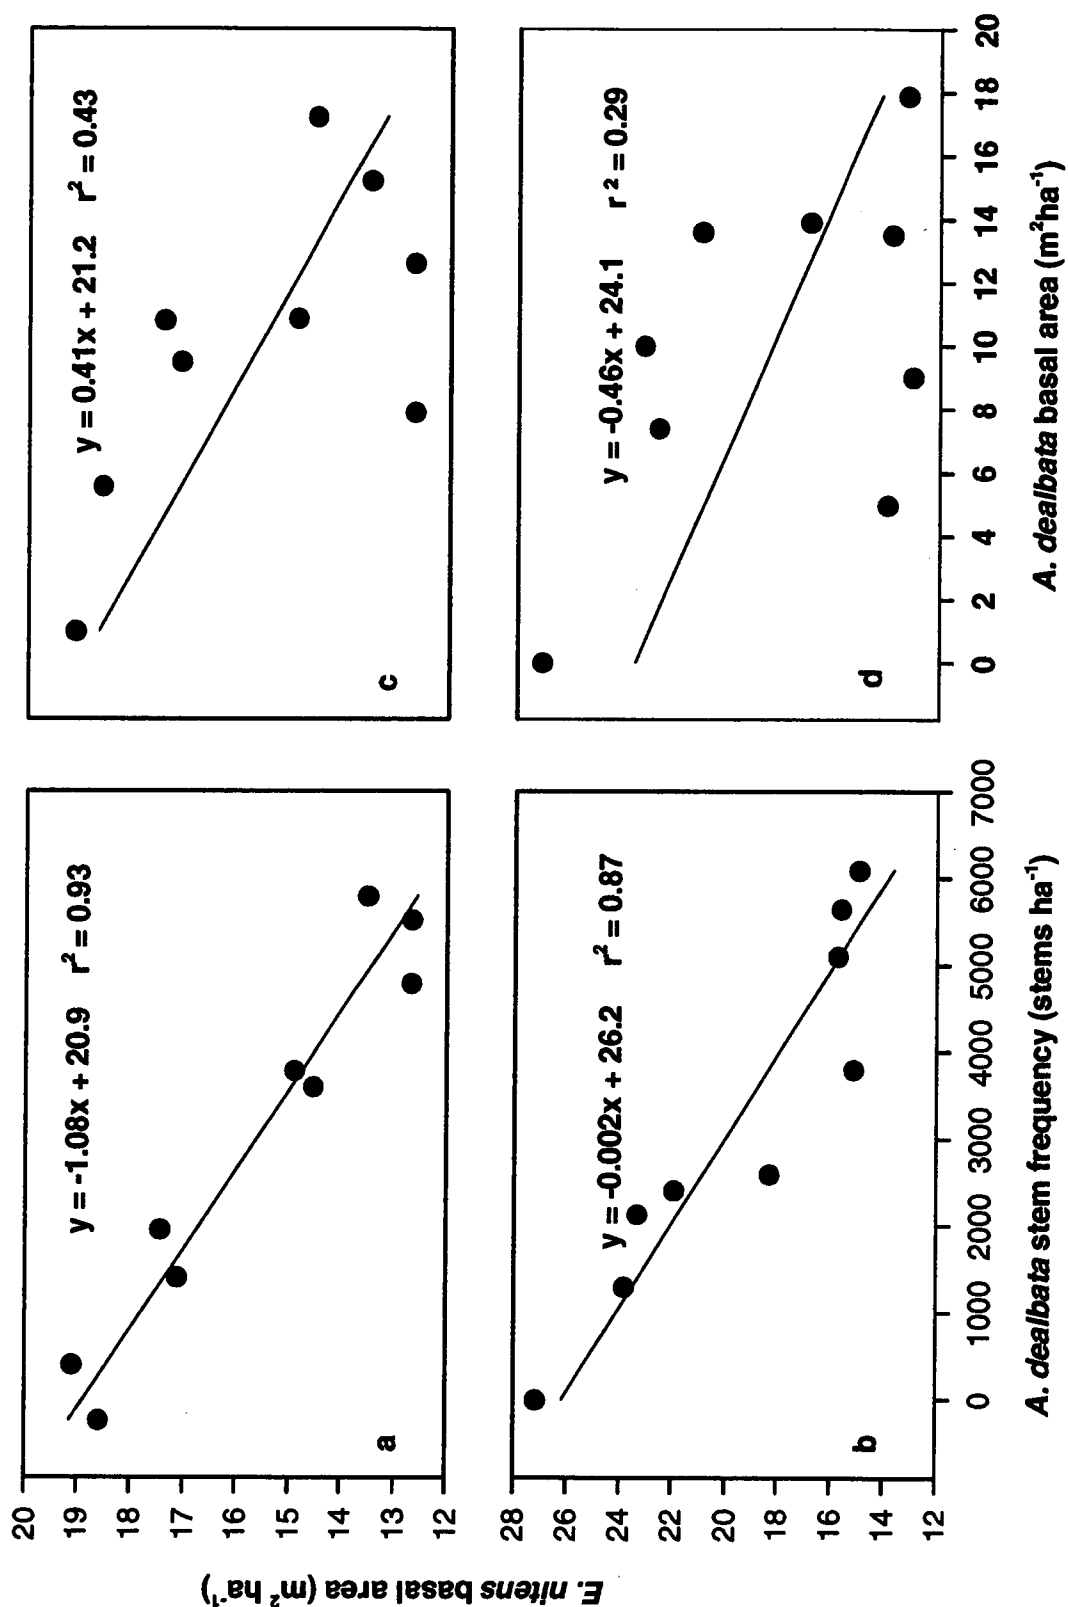 E. nitens basal area (m² ha⁻¹)
20
19
18
17
16
15
14
13
12
y = -1.08x + 20.9 r² = 0.93
a
y = 0.41x + 21.2 r² = 0.43
c
28
26
24
22
20
18
16
14
12
y = -0.002x + 26.2 r² = 0.87
b
y = -0.46x + 24.1 r² = 0.29
d
0 1000 2000 3000 4000 5000 6000 7000
0 2 4 6 8 10 12 14 16 18 20
A. dealbata stem frequency (stems ha⁻¹)
A. dealbata basal area (m²ha⁻¹)